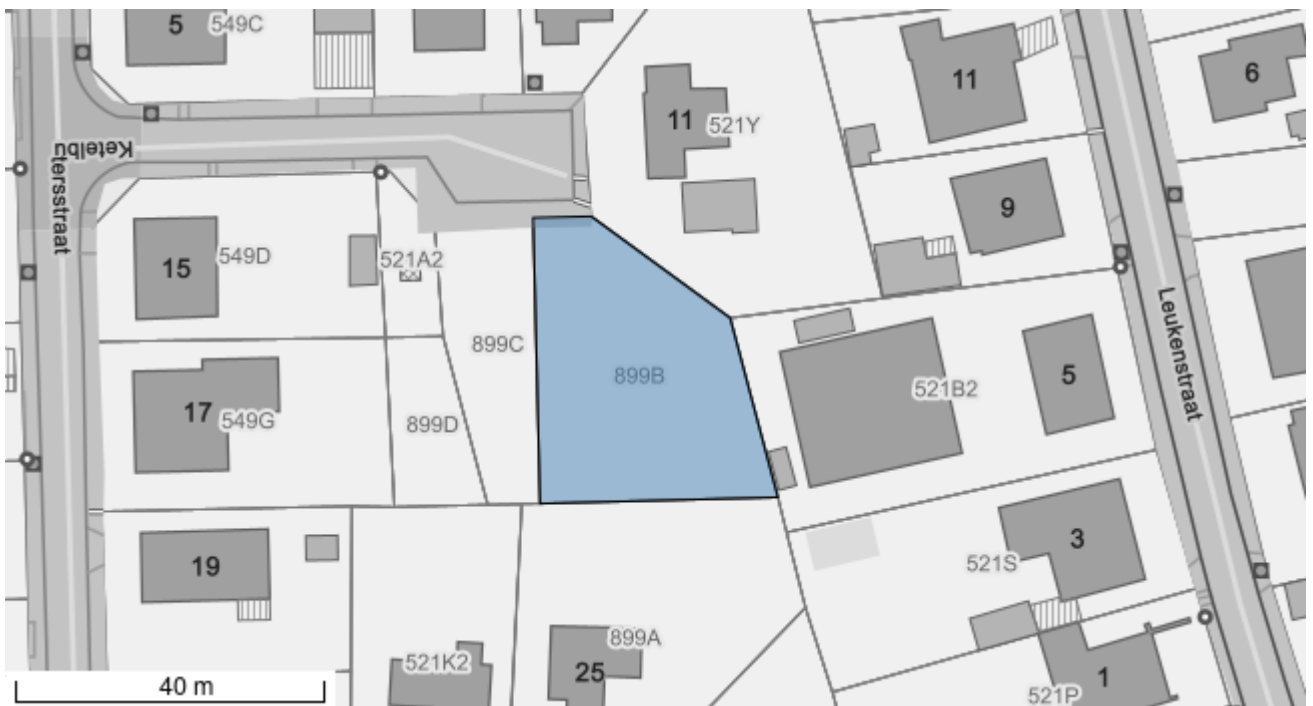 5 549C
11
6
11 521Y
Ketelbu
tersstraat
9
15 549D
521A2
Leukenstraat
899C
899B
5
521B2
17 549G
899D
3
521S
19
899A
521K2
25
1
521P
40 m